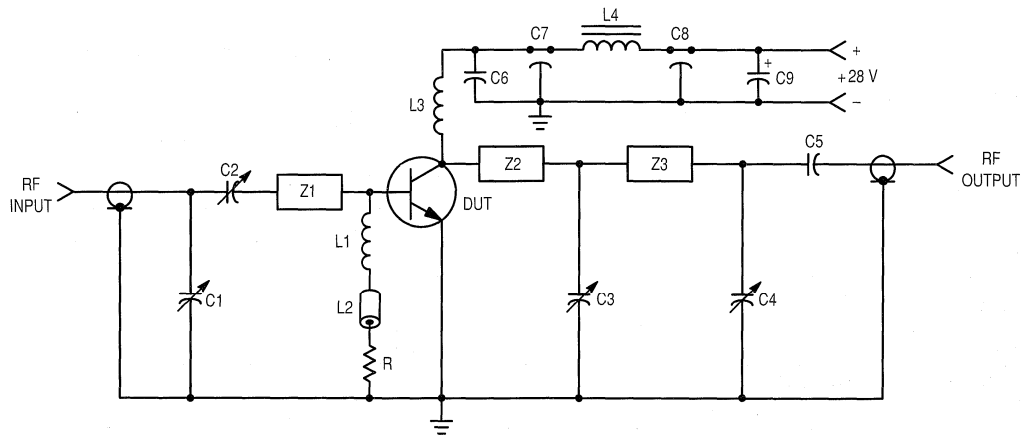 L4
C7
C8
+
+
C6
C9
+28 V
L3
–
C5
RF
INPUT
C2
Z1
Z2
Z3
RF
OUTPUT
DUT
L1
C1
L2
C3
C4
R